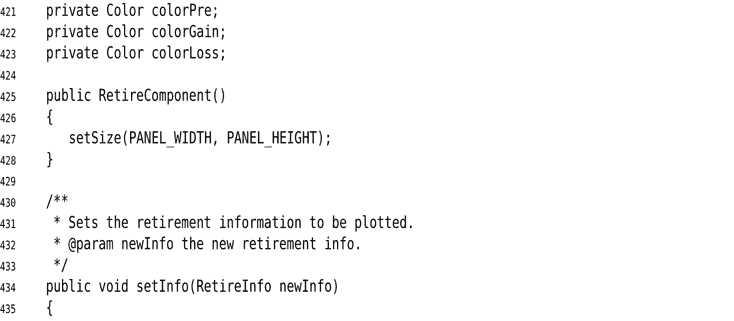 421 private Color colorPre;
422 private Color colorGain;
423 private Color colorLoss;
424
425 public RetireComponent()
426 {
427 setSize(PANEL_WIDTH, PANEL_HEIGHT);
428 }
429
430 /**
431 * Sets the retirement information to be plotted.
432 * @param newInfo the new retirement info.
433 */
434 public void setInfo(RetireInfo newInfo)
435 {